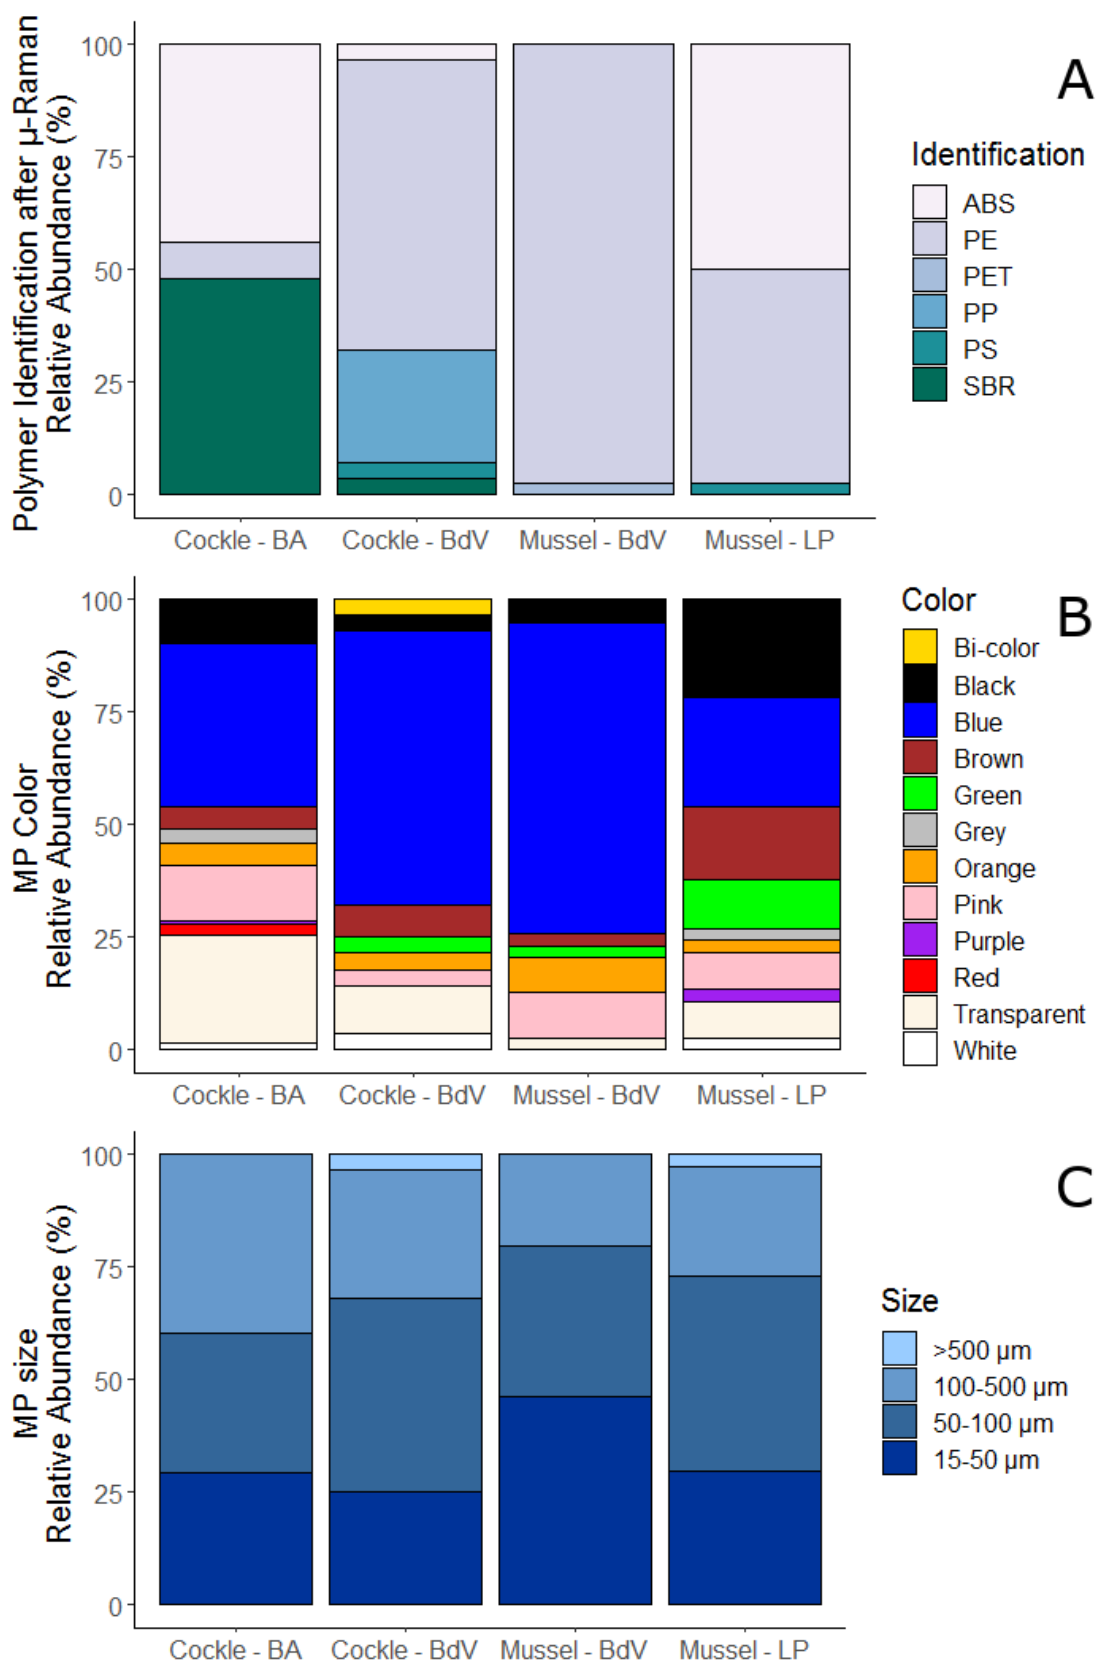 A
Polymer Identification after μ-Raman
Relative Abundance (%)
100
75
50
25
0
Cockle - BA
Cockle - BdV
Mussel - BdV
Mussel - LP
Identification
ABS
PE
PET
PP
PS
SBR
B
MP Color
Relative Abundance (%)
100
75
50
25
0
Cockle - BA
Cockle - BdV
Mussel - BdV
Mussel - LP
Color
Bi-color
Black
Blue
Brown
Green
Grey
Orange
Pink
Purple
Red
Transparent
White
C
MP size
Relative Abundance (%)
100
75
50
25
0
Cockle - BA
Cockle - BdV
Mussel - BdV
Mussel - LP
Size
>500 μm
100-500 μm
50-100 μm
15-50 μm